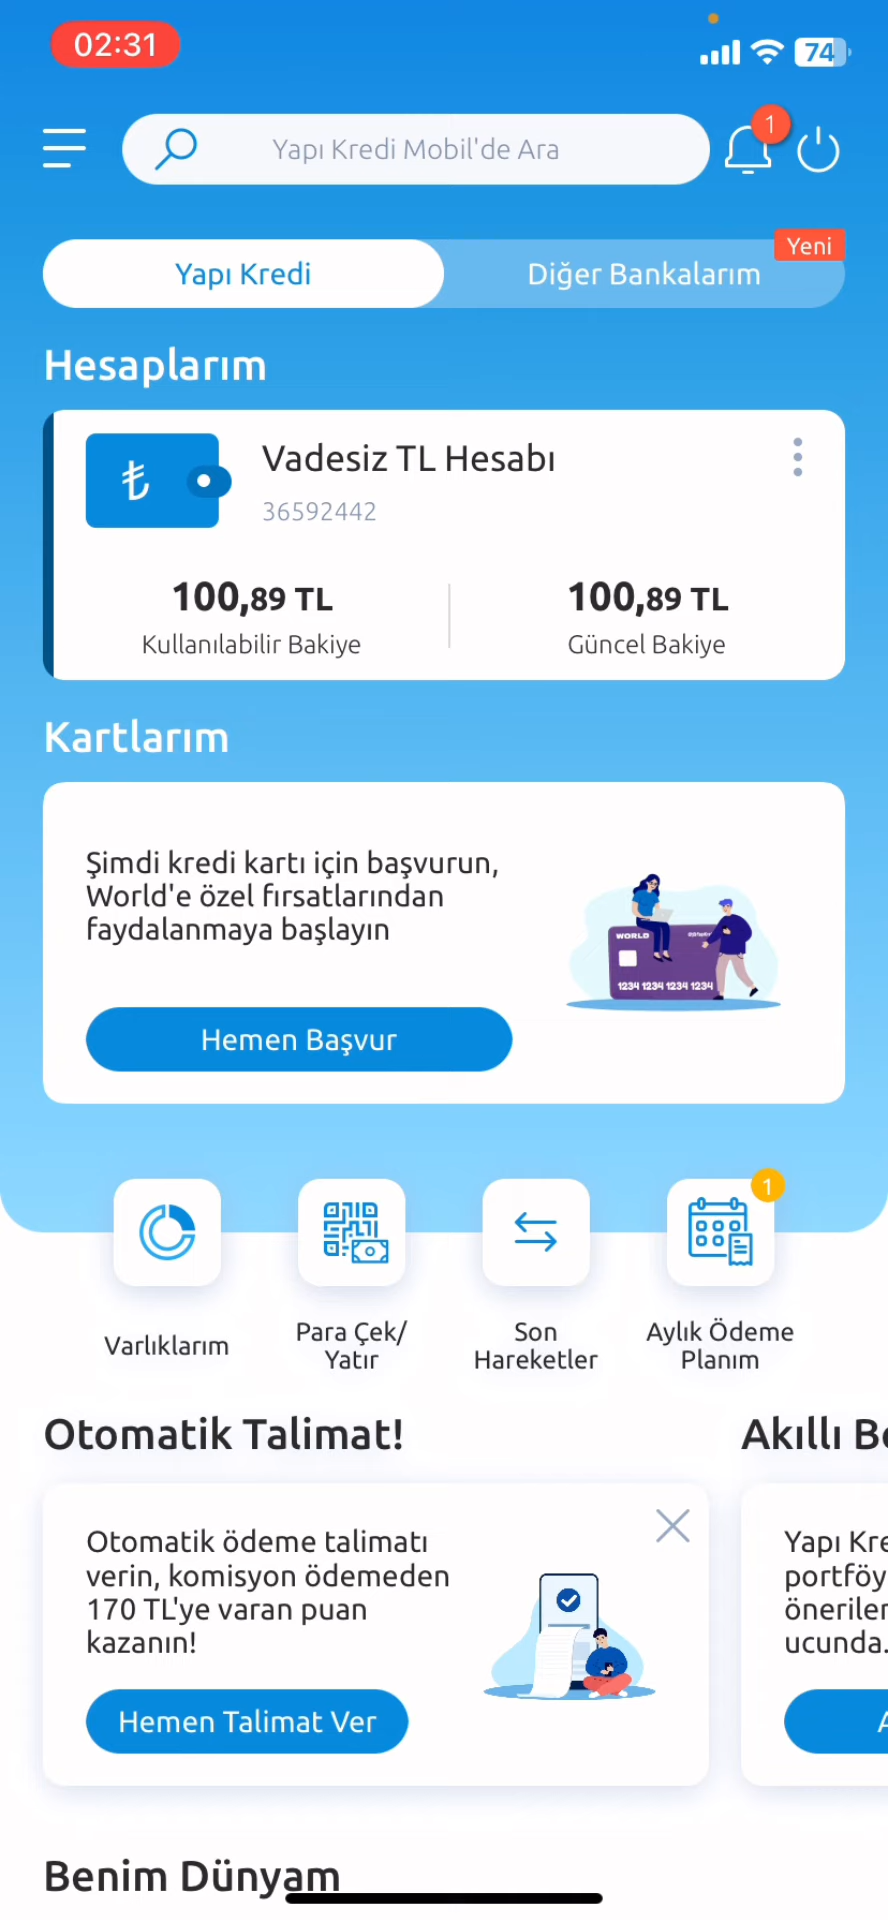 02:31
74
Yapı Kredi Mobil'de Ara
1
Yapı Kredi
Diğer Bankalarım
Yeni
Hesaplarım
₺
Vadesiz TL Hesabı
36592442
100,89 TL
100,89 TL
Kullanılabilir Bakiye
Güncel Bakiye
Kartlarım
Şimdi kredi kartı için başvurun,
World'e özel fırsatlarından
faydalanmaya başlayın
WORLD
1234 1234 1234 1234
Hemen Başvur
1
Varlıklarım
Para Çek/
Yatır
Son
Hareketler
Aylık Ödeme
Planım
Otomatik Talimat!
Otomatik ödeme talimatı
verin, komisyon ödemeden
170 TL'ye varan puan
kazanın!
Hemen Talimat Ver
Akıllı Be
Yapı Kre
portföy
öneriler
ucunda.
A
Benim Dünyam